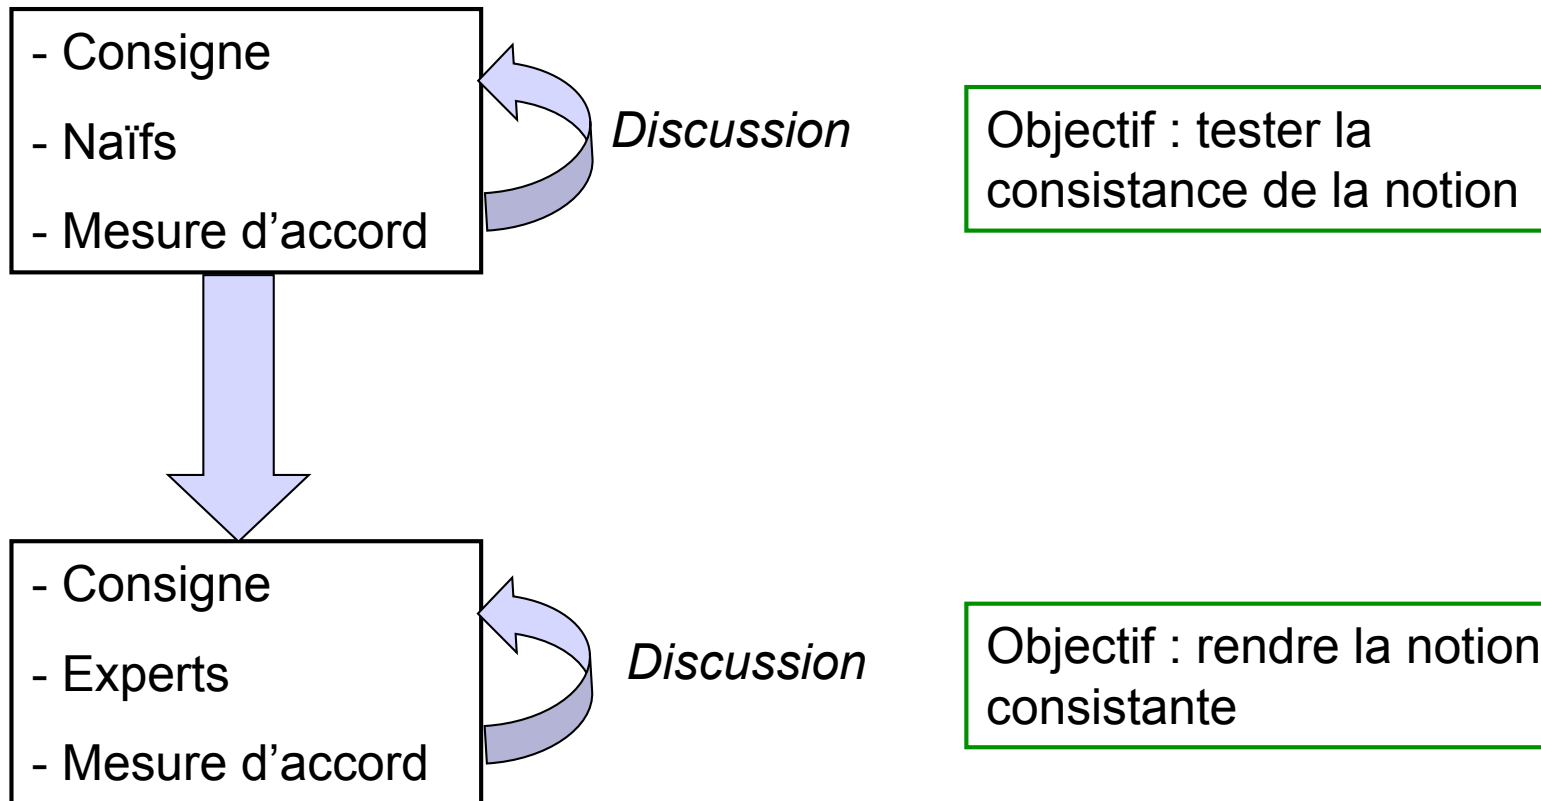 - Consigne
- Naïfs
- Mesure d’accord
Discussion
Objectif : tester la
consistance de la notion
- Consigne
- Experts
- Mesure d’accord
Discussion
Objectif : rendre la notion
consistante